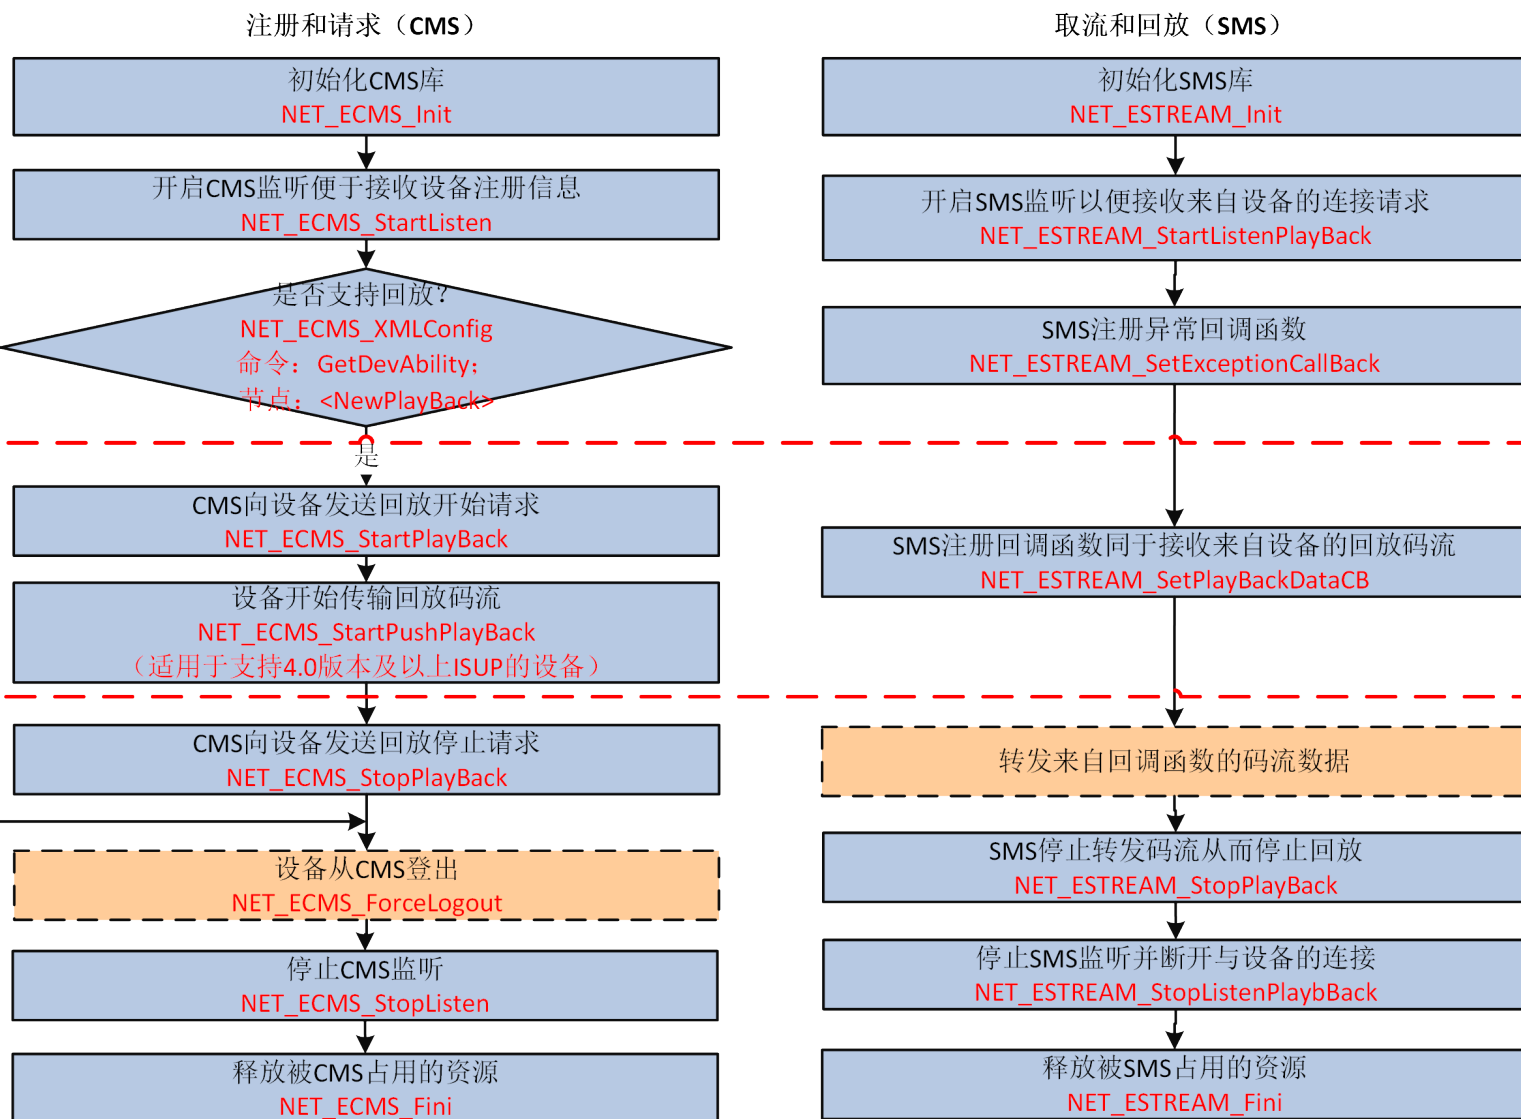 注册和请求（CMS）
初始化CMS库
NET_ECMS_Init
开启CMS监听便于接收设备注册信息
NET_ECMS_StartListen
是否支持回放?
NET_ECMS_XMLConfig
命令：GetDevAbility;
节点：<NewPlayBack>
是
CMS向设备发送回放开始请求
NET_ECMS_StartPlayBack
设备开始传输回放码流
NET_ECMS_StartPushPlayBack
（适用于支持4.0版本及以上ISUP的设备）
CMS向设备发送回放停止请求
NET_ECMS_StopPlayBack
设备从CMS登出
NET_ECMS_ForceLogout
停止CMS监听
NET_ECMS_StopListen
释放被CMS占用的资源
NET_ECMS_Fini
取流和回放（SMS）
初始化SMS库
NET_ESTREAM_Init
开启SMS监听以便接收来自设备的连接请求
NET_ESTREAM_StartListenPlayBack
SMS注册异常回调函数
NET_ESTREAM_SetExceptionCallBack
SMS注册回调函数同于接收来自设备的回放码流
NET_ESTREAM_SetPlayBackDataCB
转发来自回调函数的码流数据
SMS停止转发码流从而停止回放
NET_ESTREAM_StopPlayBack
停止SMS监听并断开与设备的连接
NET_ESTREAM_StopListenPlaybBack
释放被SMS占用的资源
NET_ESTREAM_Fini